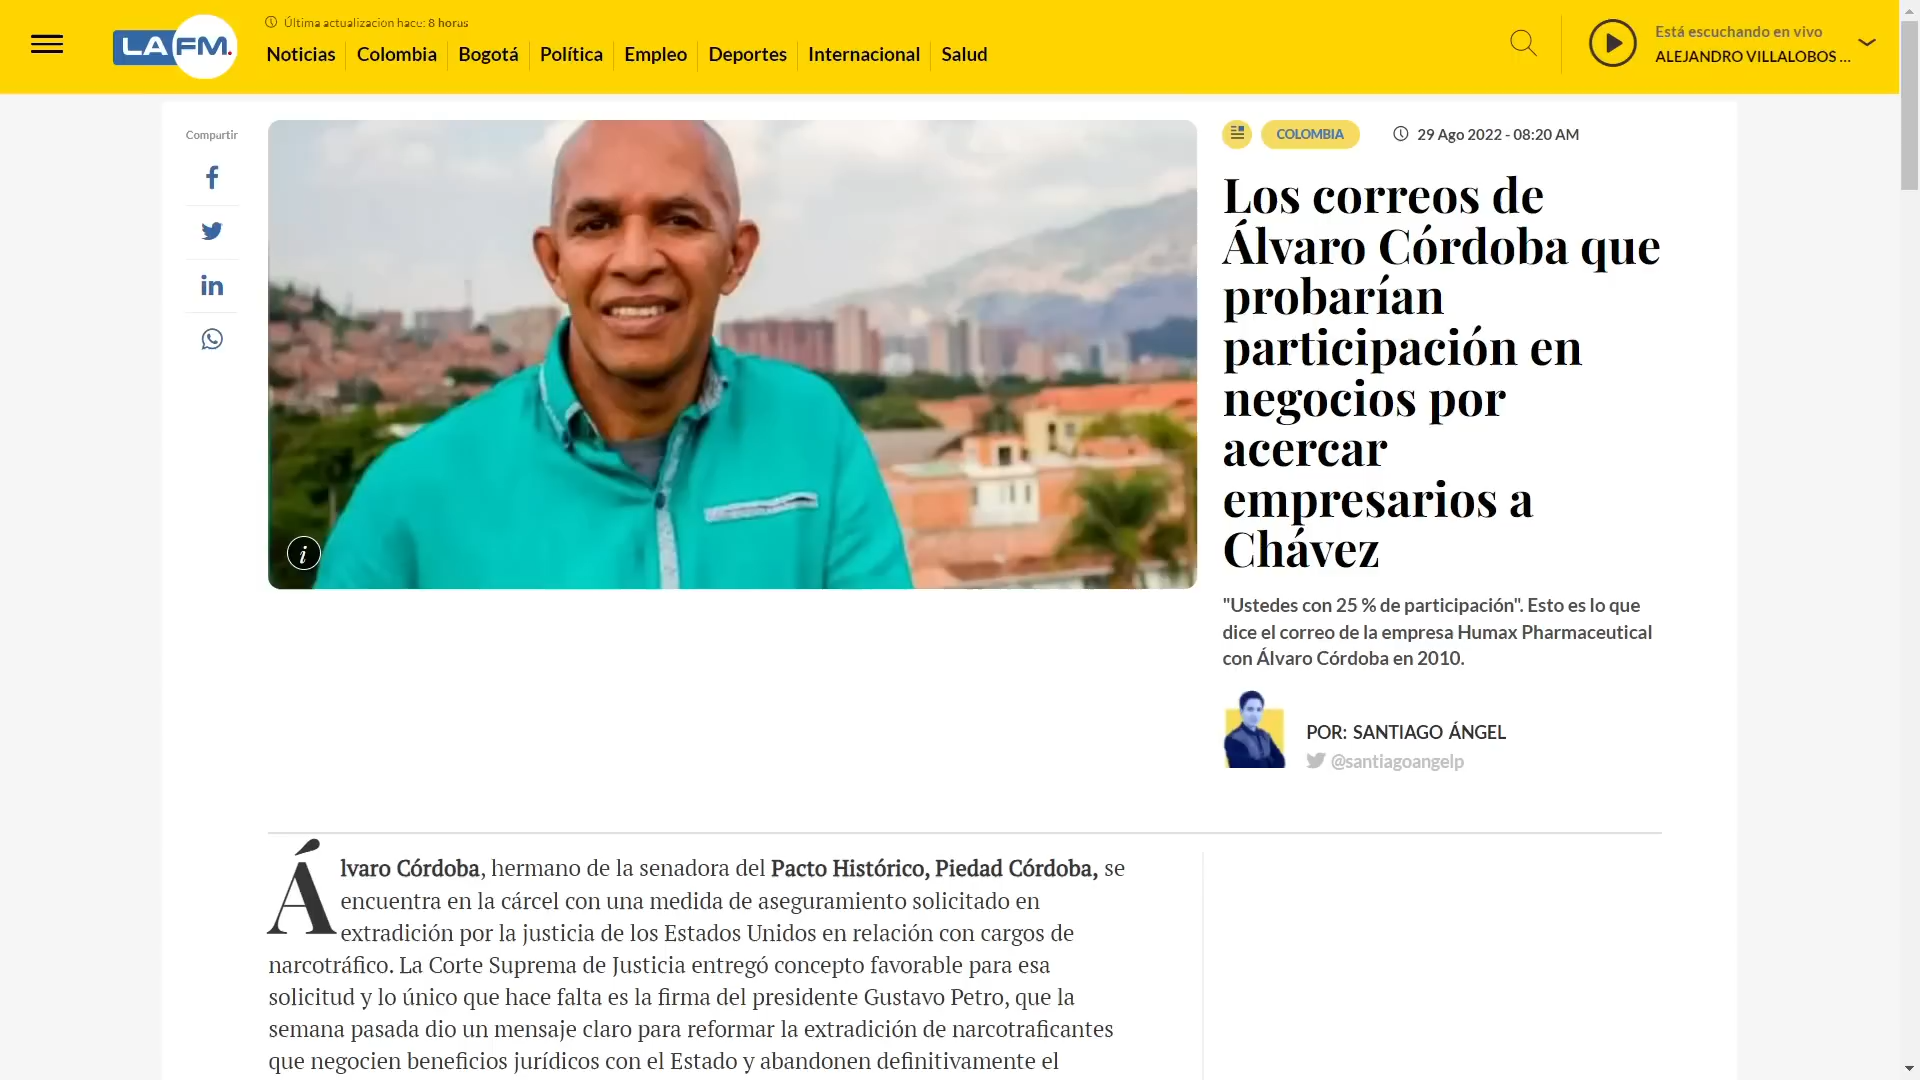 Última actualización hace: 8 horas
LA FM.
Noticias
Colombia
Bogotá
Política
Empleo
Deportes
Internacional
Salud
Está escuchando en vivo
ALEJANDRO VILLALOBOS ...
Compartir
i
COLOMBIA
29 Ago 2022 - 08:20 AM
Los correos de
Álvaro Córdoba que
probarían
participación en
negocios por
acercar
empresarios a
Chávez
"Ustedes con 25 % de participación". Esto es lo que
dice el correo de la empresa Humax Pharmaceutical
con Álvaro Córdoba en 2010.
POR: SANTIAGO ÁNGEL
@santiagoangelp
Álvaro Córdoba, hermano de la senadora del Pacto Histórico, Piedad Córdoba, se
encuentra en la cárcel con una medida de aseguramiento solicitado en
extradición por la justicia de los Estados Unidos en relación con cargos de
narcotráfico. La Corte Suprema de Justicia entregó concepto favorable para esa
solicitud y lo único que hace falta es la firma del presidente Gustavo Petro, que la
semana pasada dio un mensaje claro para reformar la extradición de narcotraficantes
que negocien beneficios jurídicos con el Estado y abandonen definitivamente el